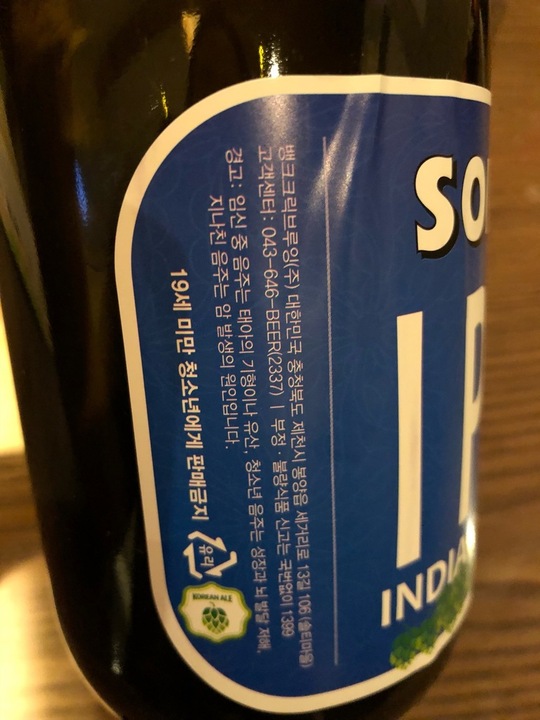 SO
I P
INDIA
뱅크크릭브루잉(주) 대한민국 충청북도 제천시 봉양읍 세거리로 13길 106 (솔티마을)
고객센터: 043-646-BEER(2337) | 부정·불량식품 신고는 국번없이 1399
경고: 임신 중 음주는 태아의 기형이나 유산, 청소년 음주는 성장과 뇌 발달 저해,
지나친 음주는 암 발생의 원인입니다.
19세 미만 청소년에게 판매금지
유리
KOREAN ALE